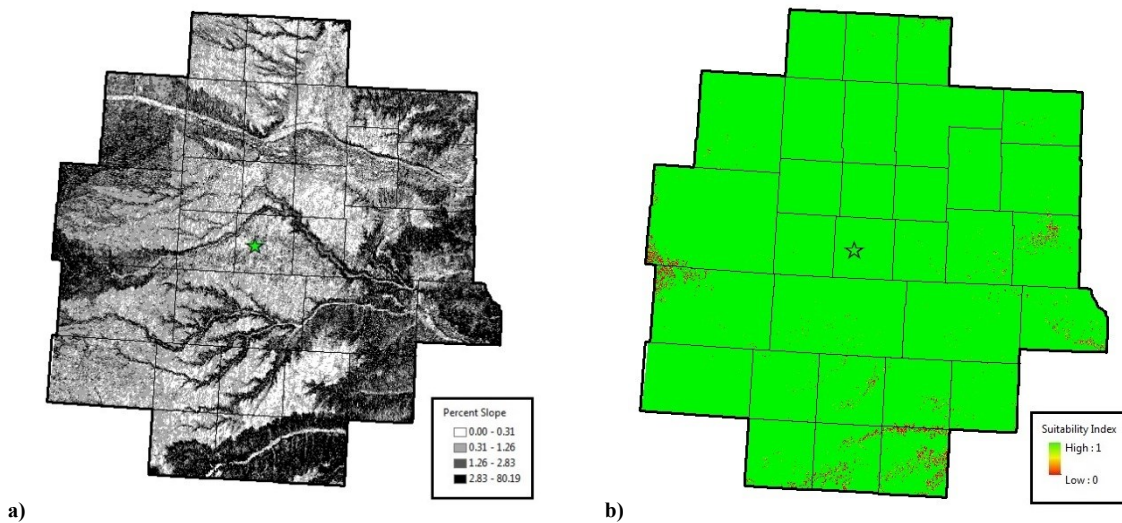 Percent Slope
0.00 - 0.31
0.31 - 1.26
1.26 - 2.83
2.83 - 80.19
a)
Suitability Index
High : 1
Low : 0
b)